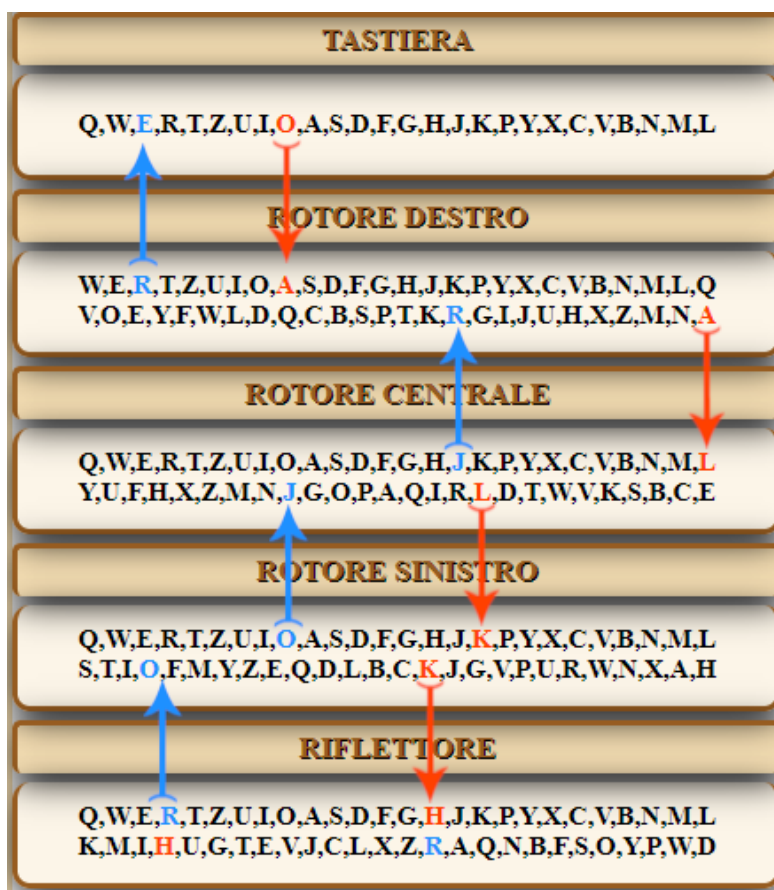 TASTIERA
Q,W,E,R,T,Z,U,I,O,A,S,D,F,G,H,J,K,P,Y,X,C,V,B,N,M,L
ROTORE DESTRO
W,E,R,T,Z,U,I,O,A,S,D,F,G,H,J,K,P,Y,X,C,V,B,N,M,L,Q
V,O,E,Y,F,W,L,D,Q,C,B,S,P,T,K,R,G,I,J,U,H,X,Z,M,N,A
ROTORE CENTRALE
Q,W,E,R,T,Z,U,I,O,A,S,D,F,G,H,J,K,P,Y,X,C,V,B,N,M,L
Y,U,F,H,X,Z,M,N,J,G,O,P,A,Q,I,R,L,D,T,W,V,K,S,B,C,E
ROTORE SINISTRO
Q,W,E,R,T,Z,U,I,O,A,S,D,F,G,H,J,K,P,Y,X,C,V,B,N,M,L
S,T,I,O,F,M,Y,Z,E,Q,D,L,B,C,K,J,G,V,P,U,R,W,N,X,A,H
RIFLETTORE
Q,W,E,R,T,Z,U,I,O,A,S,D,F,G,H,J,K,P,Y,X,C,V,B,N,M,L
K,M,I,H,U,G,T,E,V,J,C,L,X,Z,R,A,Q,N,B,F,S,O,Y,P,W,D